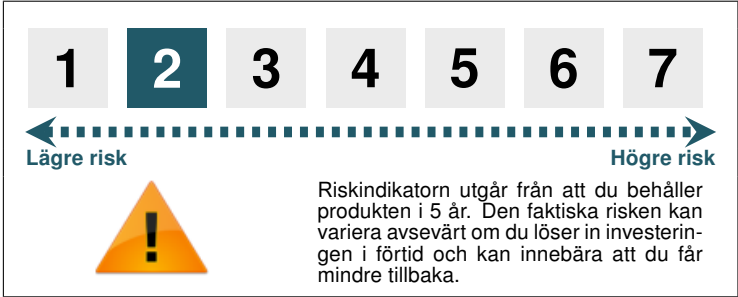 1 2 3 4 5 6 7
Lägre risk Högre risk
!
Riskindikatorn utgår från att du behåller
produkten i 5 år. Den faktiska risken kan
variera avsevärt om du löser in investerin-
gen i förtid och kan innebära att du får
mindre tillbaka.